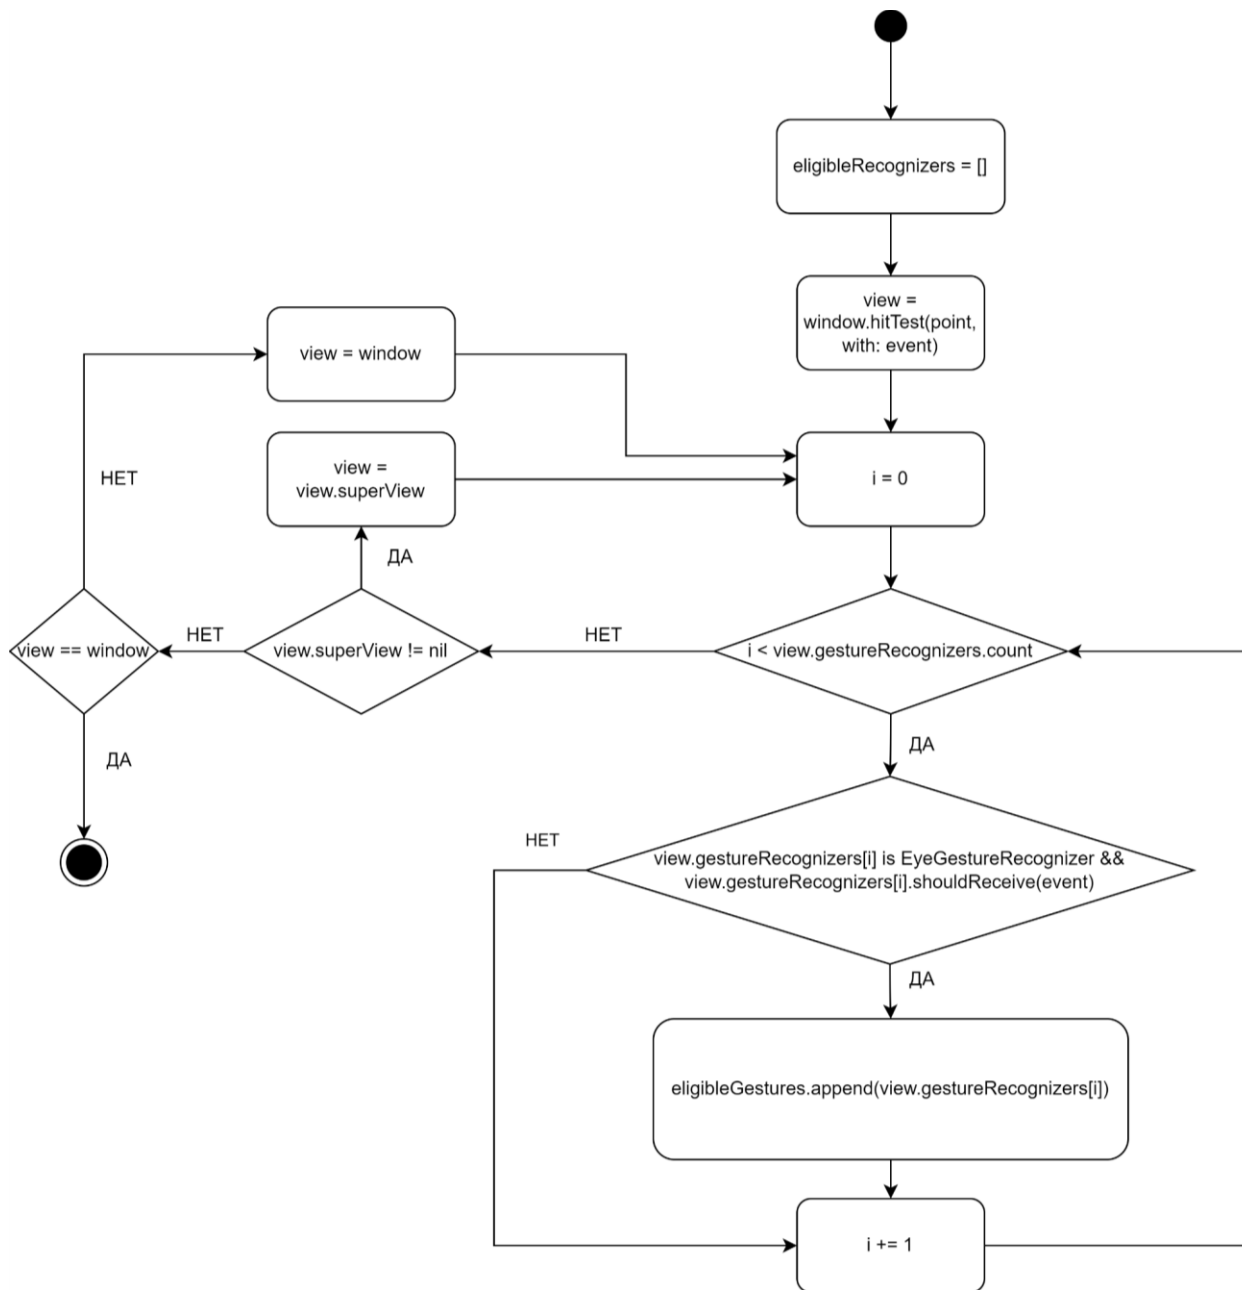 eligibleRecognizers = []
view =
window.hitTest(point,
with: event)
view = window
view =
view.superView
i = 0
НЕТ
ДА
view == window
НЕТ
view.superView != nil
НЕТ
i < view.gestureRecognizers.count
ДА
ДА
НЕТ
view.gestureRecognizers[i] is EyeGestureRecognizer &&
view.gestureRecognizers[i].shouldReceive(event)
ДА
eligibleGestures.append(view.gestureRecognizers[i])
i += 1